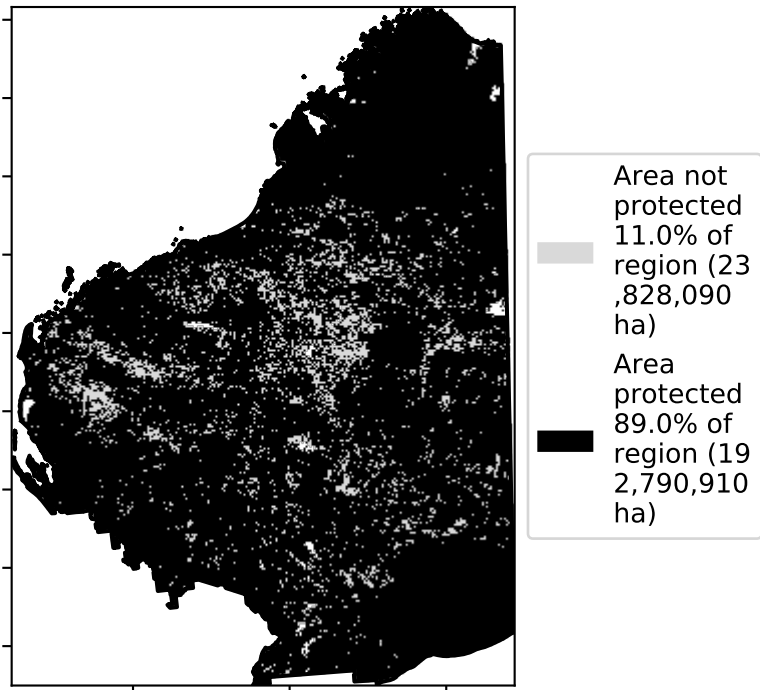 Area not
protected
11.0% of
region (23
,828,090
ha)
Area
protected
89.0% of
region (19
2,790,910
ha)